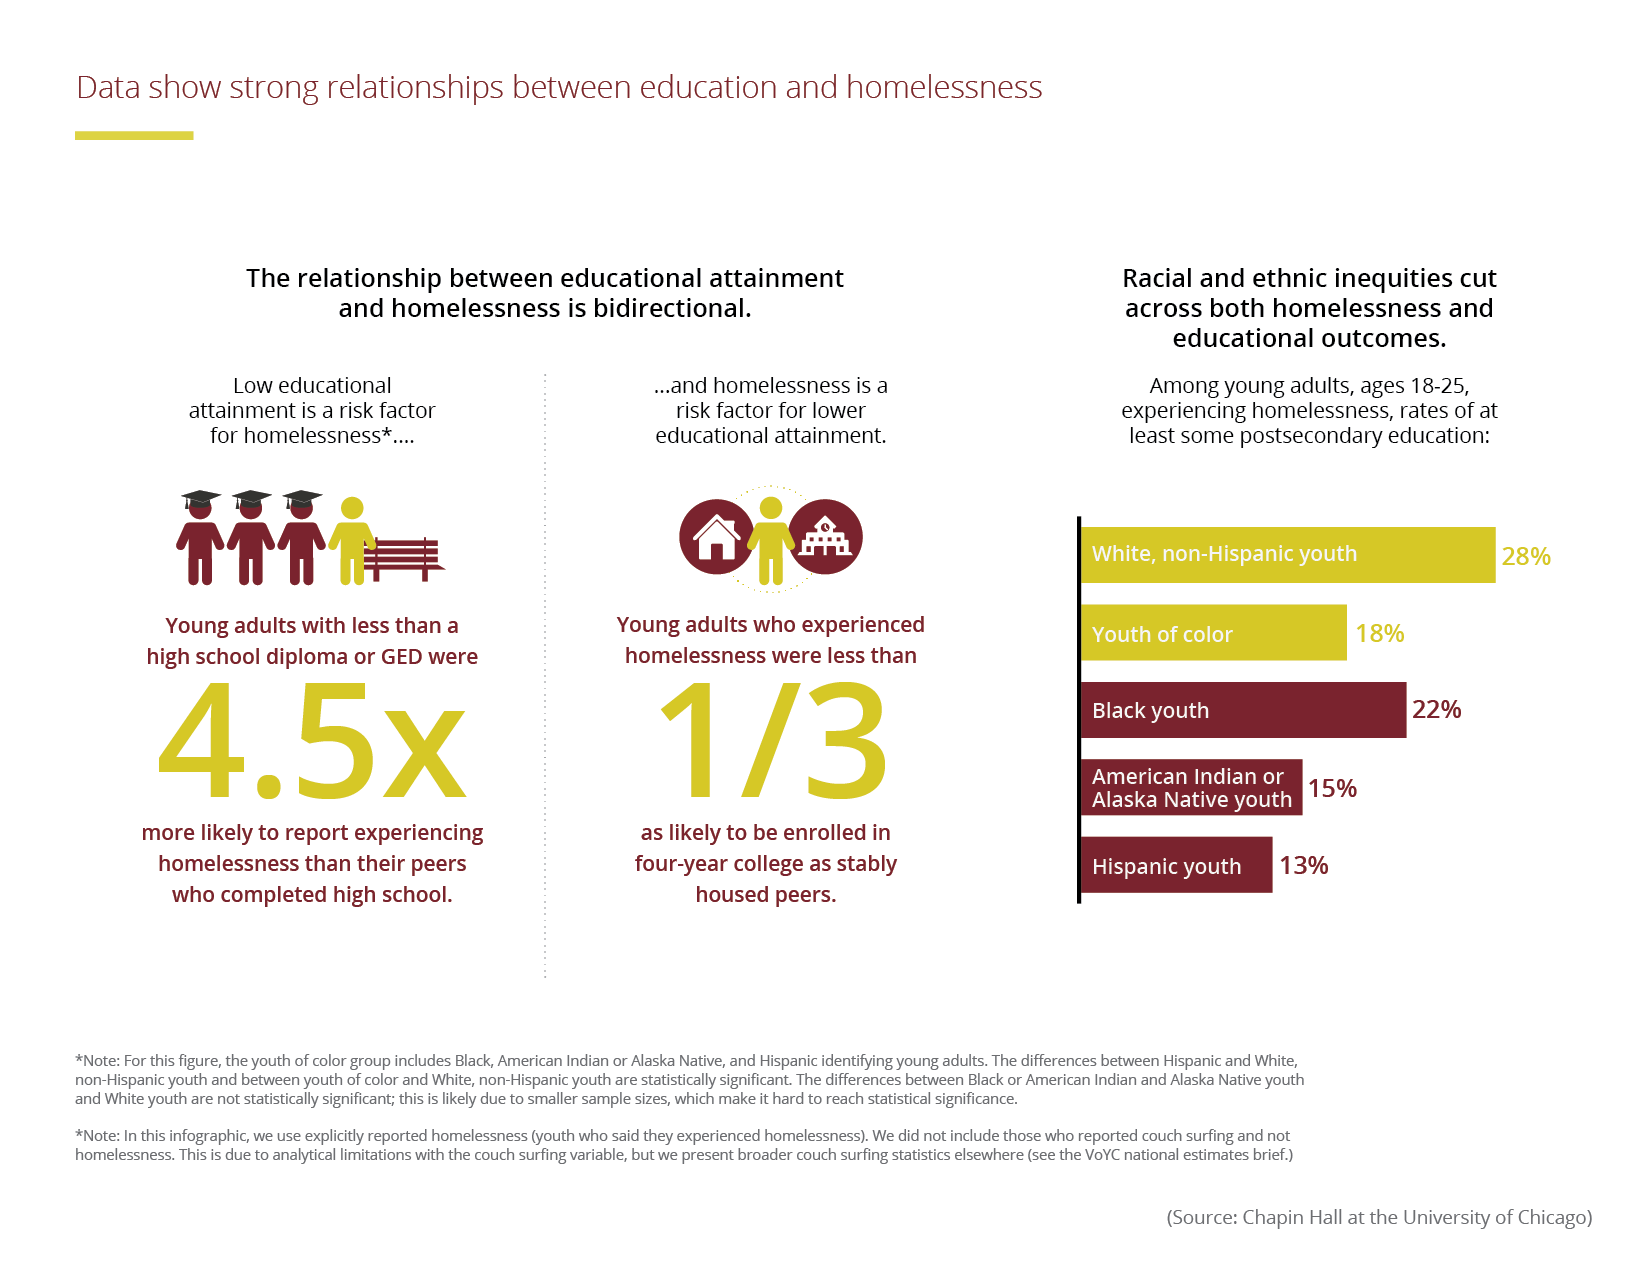 Data show strong relationships between education and homelessness
The relationship between educational attainment
and homelessness is bidirectional.
Low educational
attainment is a risk factor
for homelessness*....
Young adults with less than a
high school diploma or GED were
4.5x
more likely to report experiencing
homelessness than their peers
who completed high school.
...and homelessness is a
risk factor for lower
educational attainment.
Young adults who experienced
homelessness were less than
1/3
as likely to be enrolled in
four-year college as stably
housed peers.
Racial and ethnic inequities cut
across both homelessness and
educational outcomes.
Among young adults, ages 18-25,
experiencing homelessness, rates of at
least some postsecondary education:
White, non-Hispanic youth 28%
Youth of color 18%
Black youth 22%
American Indian or
Alaska Native youth 15%
Hispanic youth 13%
*Note: For this figure, the youth of color group includes Black, American Indian or Alaska Native, and Hispanic identifying young adults. The differences between Hispanic and White,
non-Hispanic youth and between youth of color and White, non-Hispanic youth are statistically significant. The differences between Black or American Indian and Alaska Native youth
and White youth are not statistically significant; this is likely due to smaller sample sizes, which make it hard to reach statistical significance.
*Note: In this infographic, we use explicitly reported homelessness (youth who said they experienced homelessness). We did not include those who reported couch surfing and not
homelessness. This is due to analytical limitations with the couch surfing variable, but we present broader couch surfing statistics elsewhere (see the VoYC national estimates brief.)
(Source: Chapin Hall at the University of Chicago)